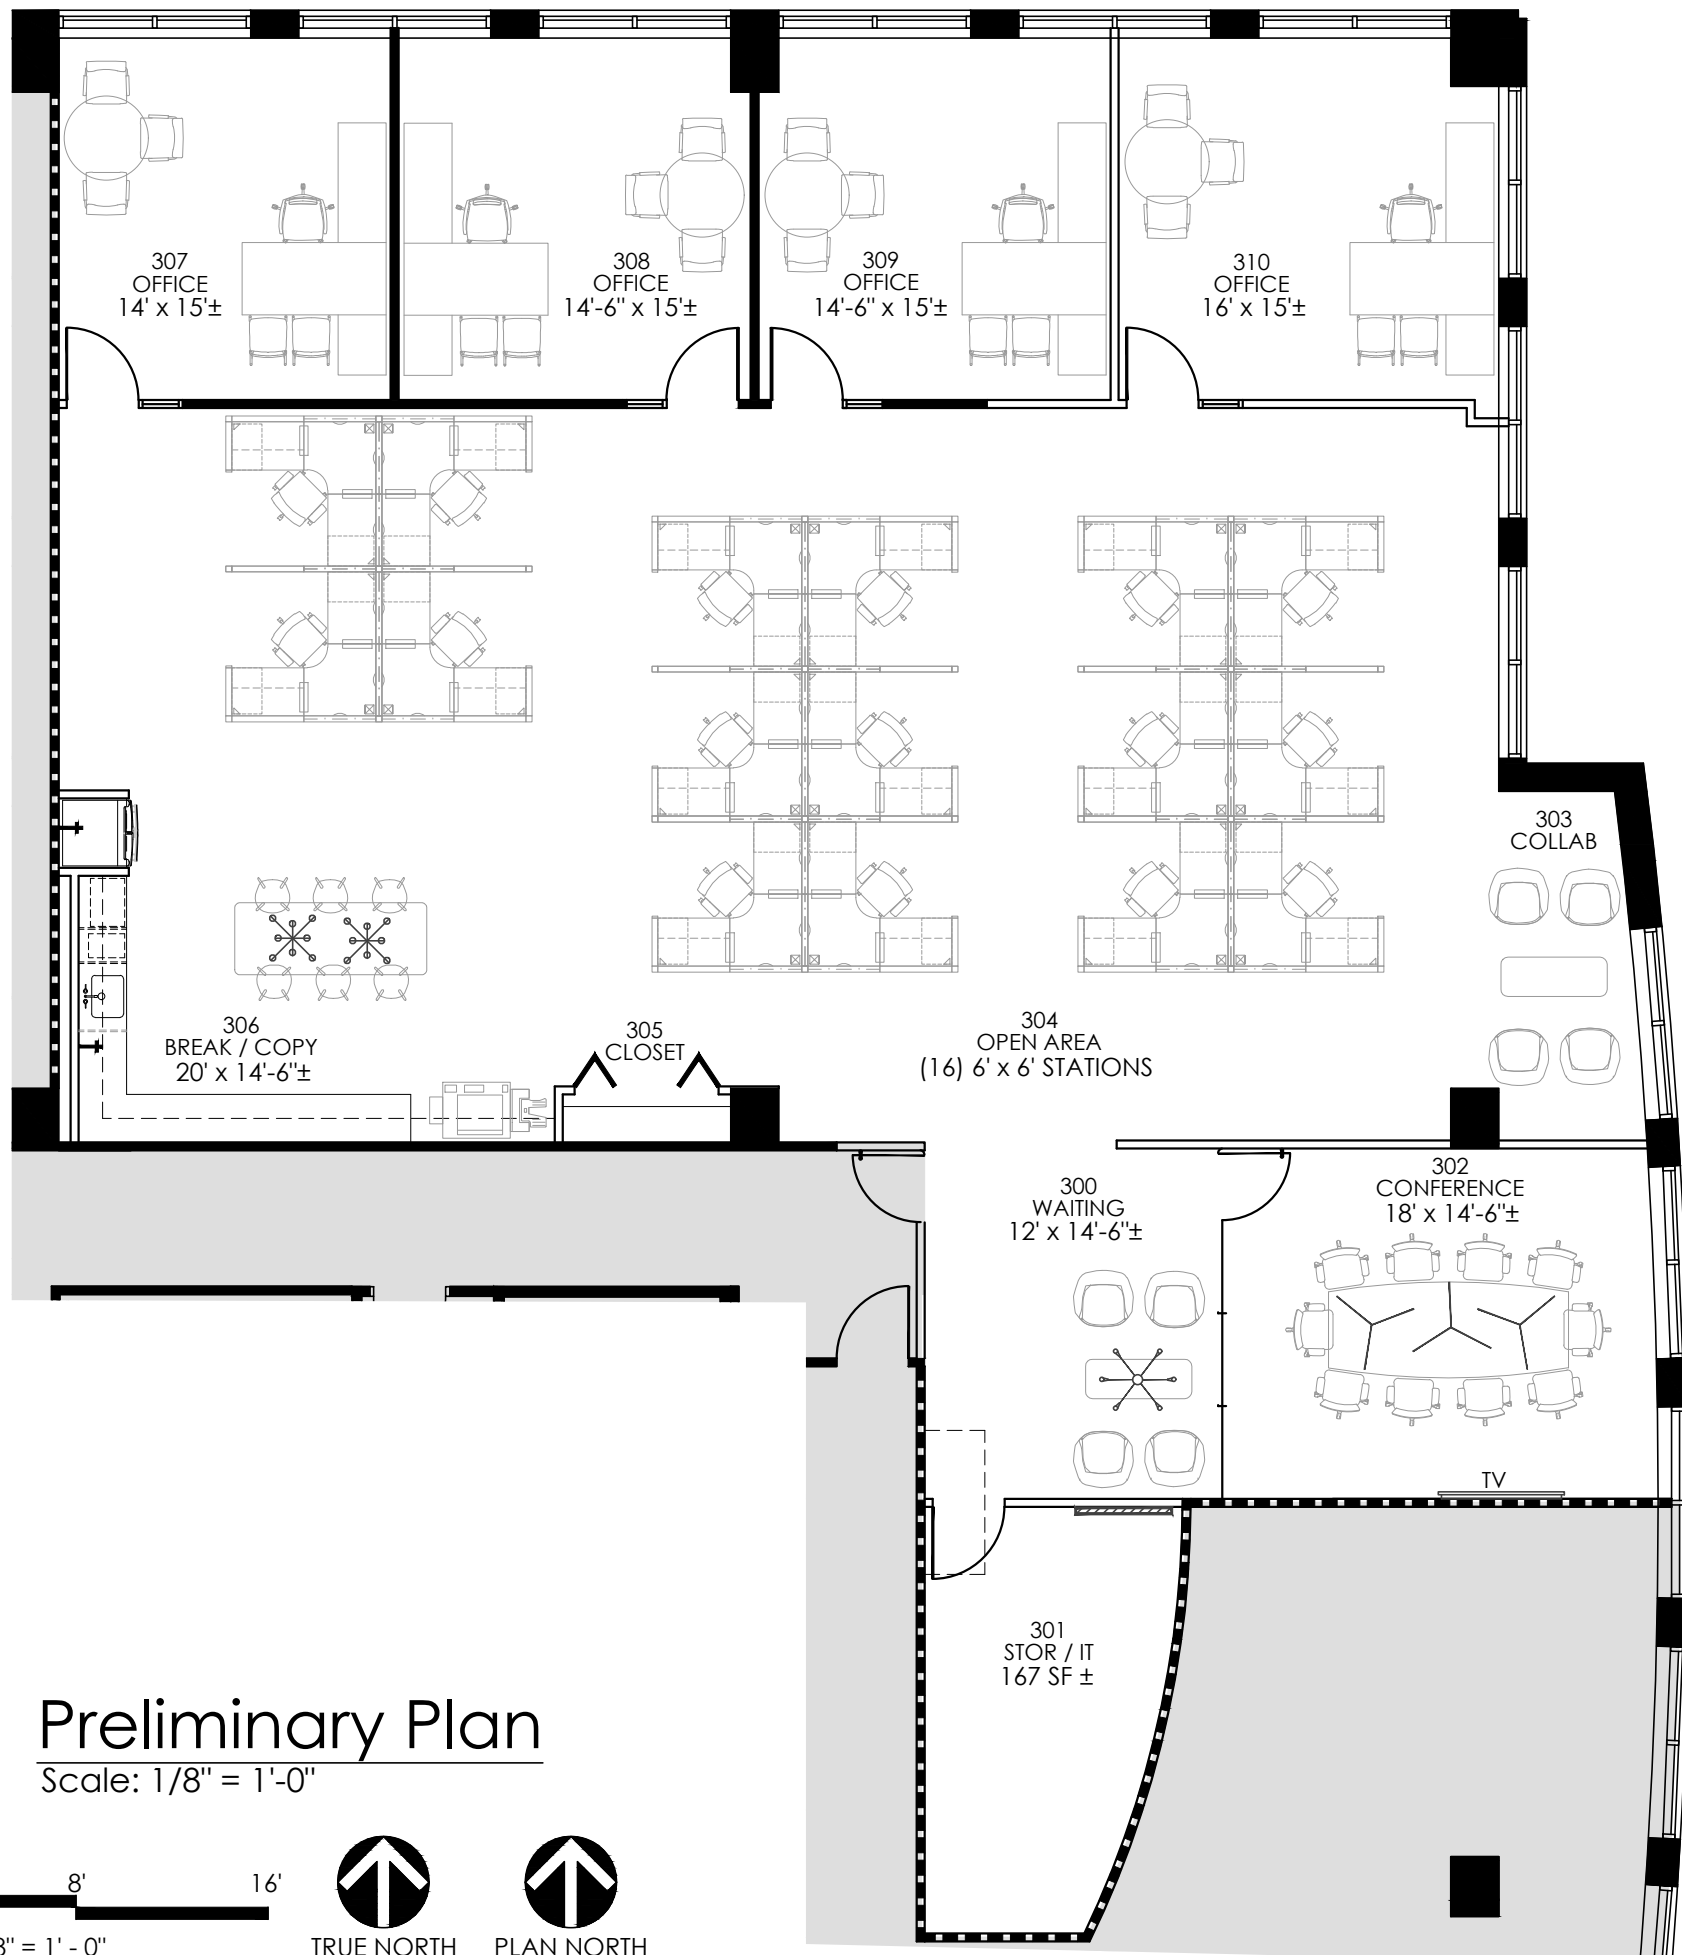 307
OFFICE
14' x 15'±
308
OFFICE
14'-6" x 15'±
309
OFFICE
14'-6" x 15'±
310
OFFICE
16' x 15'±
303
COLLAB
306
BREAK / COPY
20' x 14'-6"±
305
CLOSET
304
OPEN AREA
(16) 6' x 6' STATIONS
300
WAITING
12' x 14'-6"±
302
CONFERENCE
18' x 14'-6"±
TV
301
STOR / IT
167 SF ±
Preliminary Plan
Scale: 1/8" = 1'-0"
8'
16'
8" = 1' - 0"
TRUE NORTH
PLAN NORTH